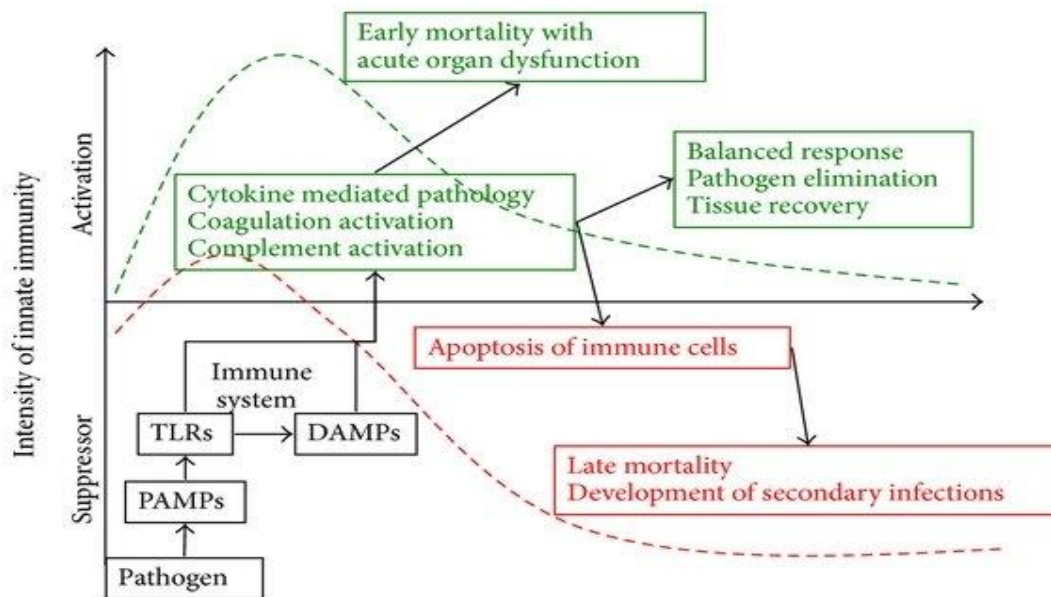 Early mortality with
acute organ dysfunction
Activation
Balanced response
Pathogen elimination
Tissue recovery
Cytokine mediated pathology
Coagulation activation
Complement activation
Intensity of innate immunity
Apoptosis of immune cells
Immune
system
TLRs
DAMPs
Suppressor
Late mortality
Development of secondary infections
PAMPs
Pathogen